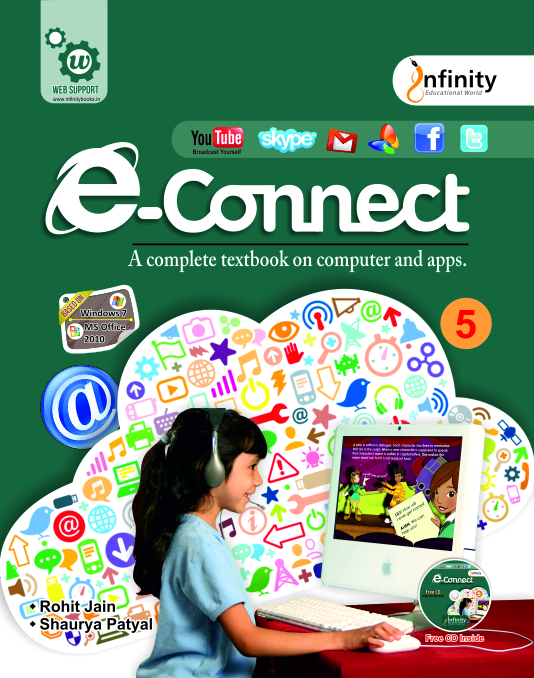 w
WEB SUPPORT
www.infinitybooks.in
infinity
Educational World
YouTube
Broadcast Yourself
skype
M
f
t
e-Connect
A complete textbook on computer and apps.
BASED ON
Windows 7
MS Office
2010
5
@
@
i
• Rohit Jain
• Shaurya Patyal
e-Connect
Free CD
5
infinity
Free CD Inside